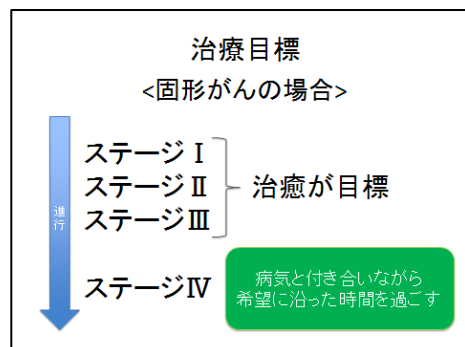 治療目標
<固形がんの場合>
進行
ステージⅠ
ステージⅡ
ステージⅢ
治癒が目標
ステージⅣ
病気と付き合いながら
希望に沿った時間を過ごす